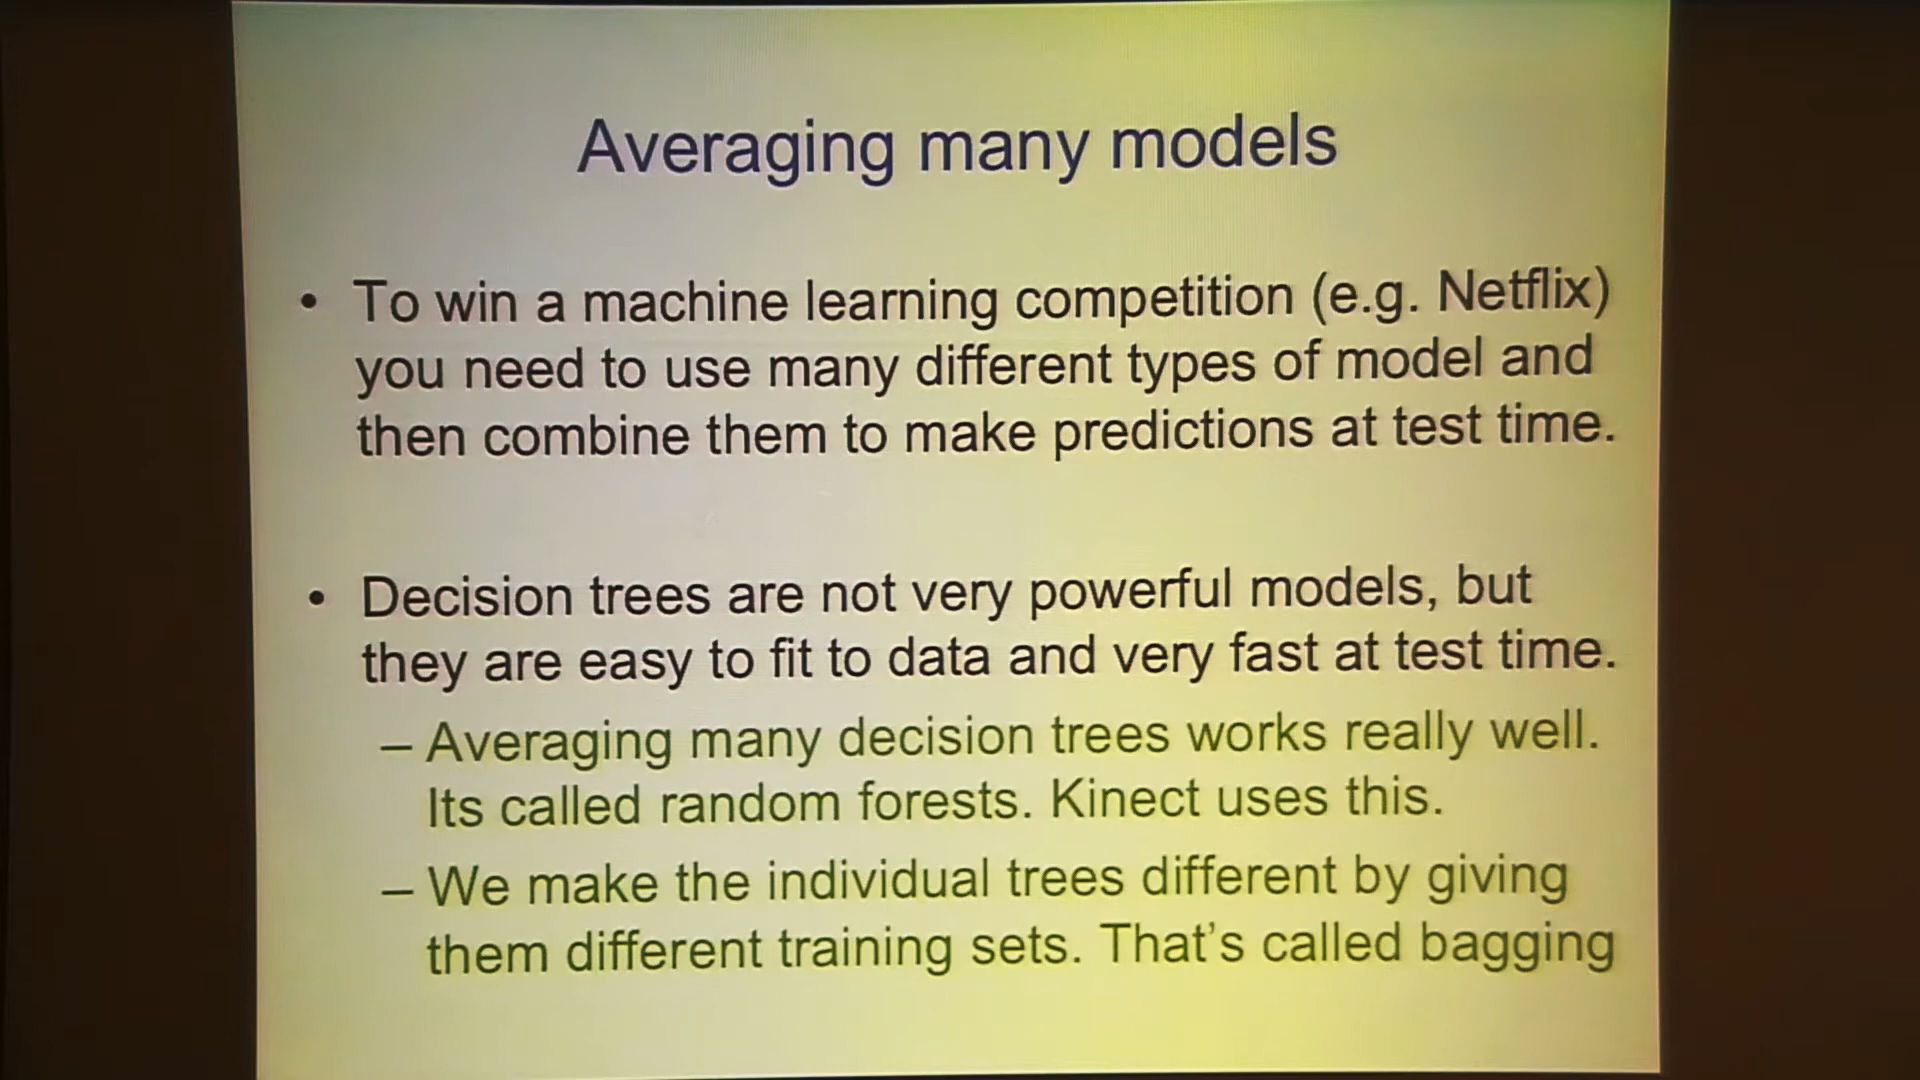 Averaging many models
• To win a machine learning competition (e.g. Netflix)
you need to use many different types of model and
then combine them to make predictions at test time.
• Decision trees are not very powerful models, but
they are easy to fit to data and very fast at test time.
– Averaging many decision trees works really well.
Its called random forests. Kinect uses this.
– We make the individual trees different by giving
them different training sets. That’s called bagging